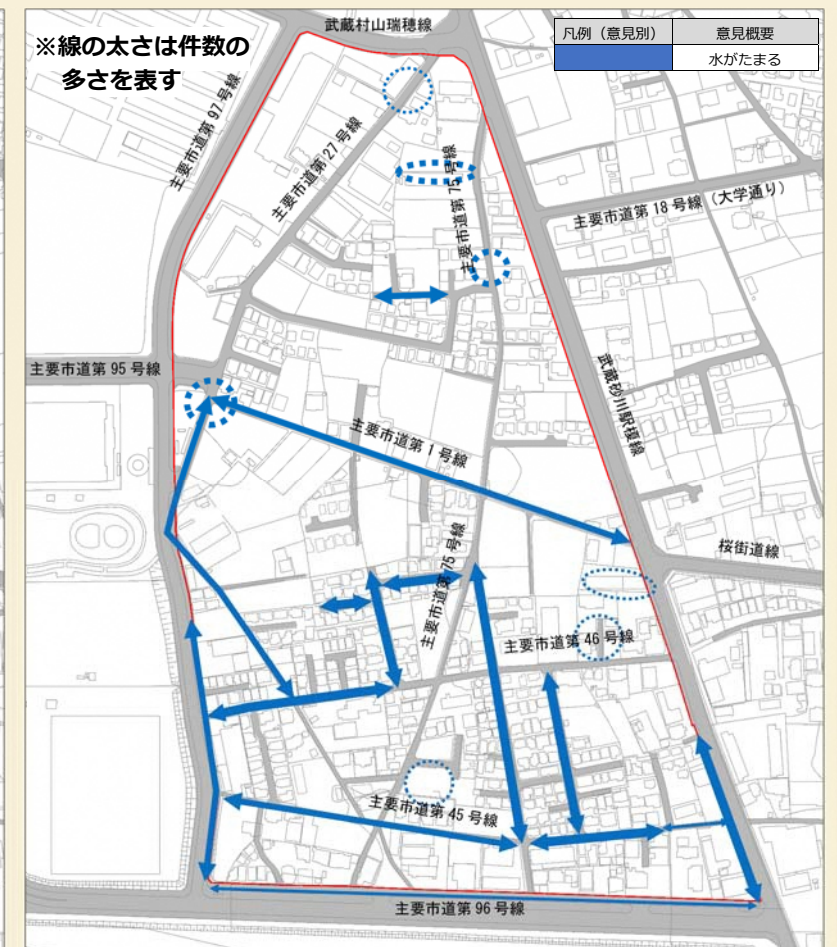 ※線の太さは件数の
多さを表す
武蔵村山瑞穂線
凡例（意見別） 意見概要
水がたまる
主要市道第97号線
主要市道第27号線
主要市道第75号線
主要市道第18号線（大学通り）
主要市道第95号線
武蔵砂川駅榎線
主要市道第1号線
桜街道線
主要市道第75号線
主要市道第46号線
主要市道第45号線
主要市道第96号線